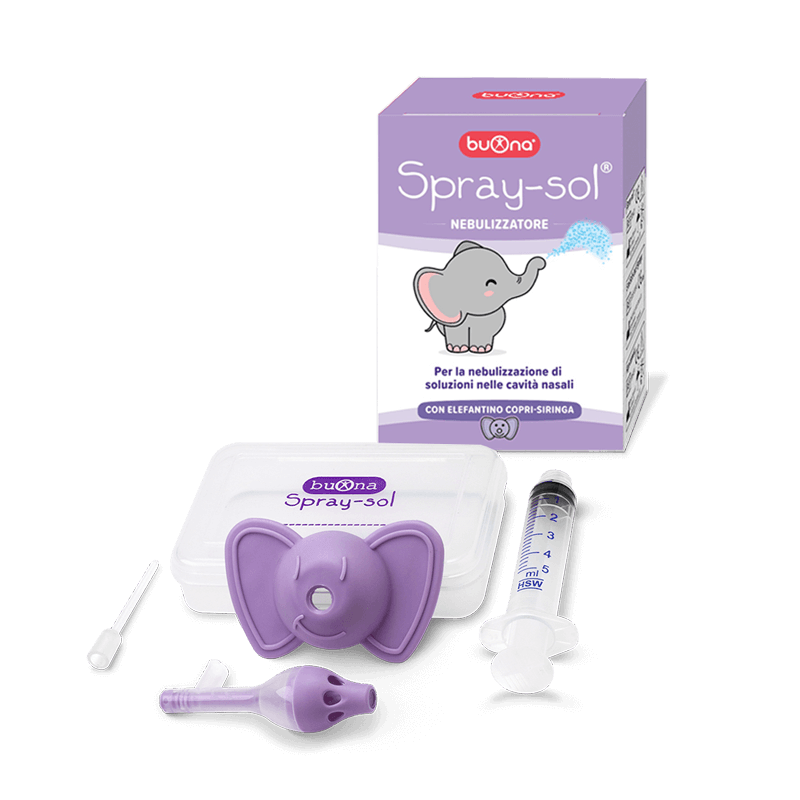 buona
buona®
Spray-sol®
NEBULIZZATORE
Per la nebulizzazione di
soluzioni nelle cavità nasali
CON ELEFANTINO COPRI-SIRINGA
buona
Spray-sol
1
2
3
4
5
ml
HSW